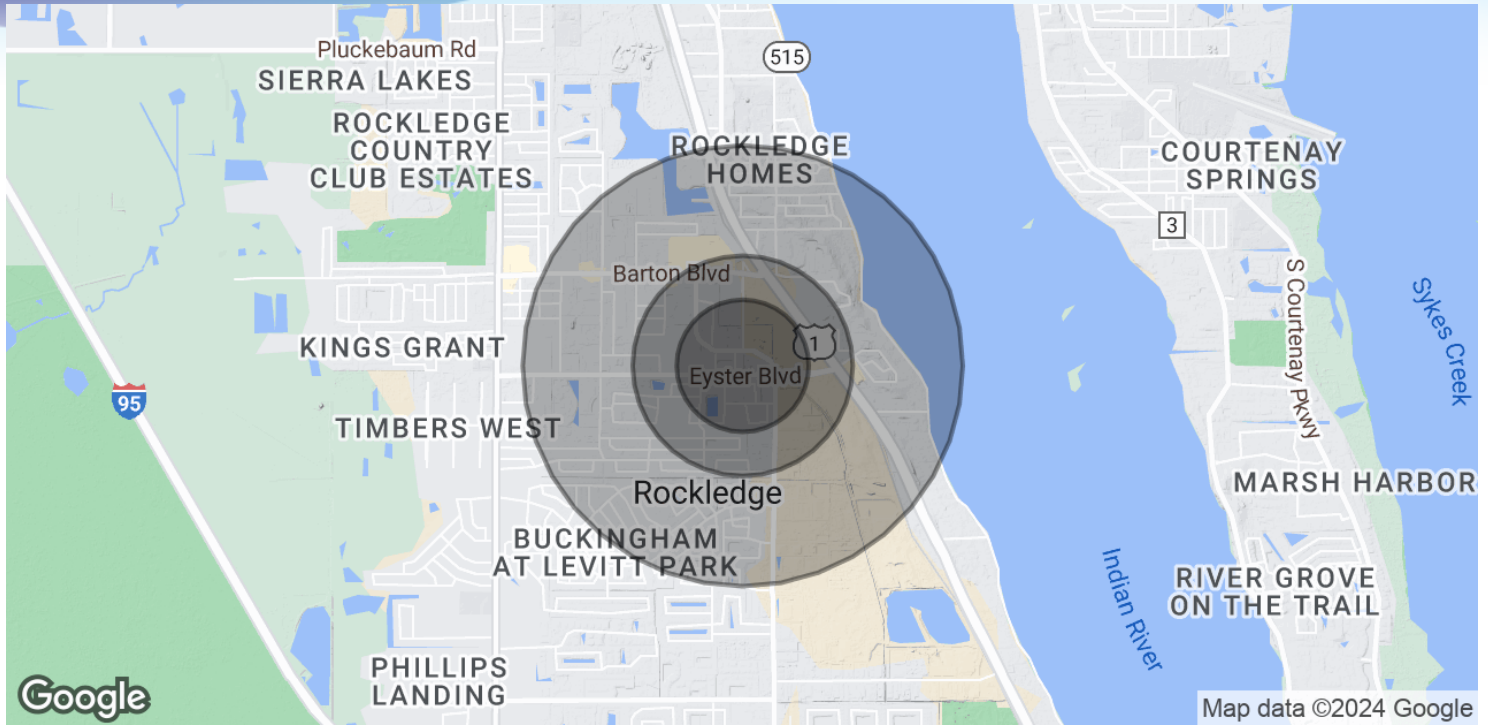 Pluckebaum Rd
515
SIERRA LAKES
ROCKLEDGE
COUNTRY
CLUB ESTATES
ROCKLEDGE
HOMES
COURTENAY
SPRINGS
3
Barton Blvd
S Courtenay Pkwy
Sykes Creek
KINGS GRANT
1
Eyster Blvd
95
TIMBERS WEST
Rockledge
MARSH HARBOR
BUCKINGHAM
AT LEVITT PARK
Indian River
RIVER GROVE
ON THE TRAIL
PHILLIPS
LANDING
Google
Map data ©2024 Google